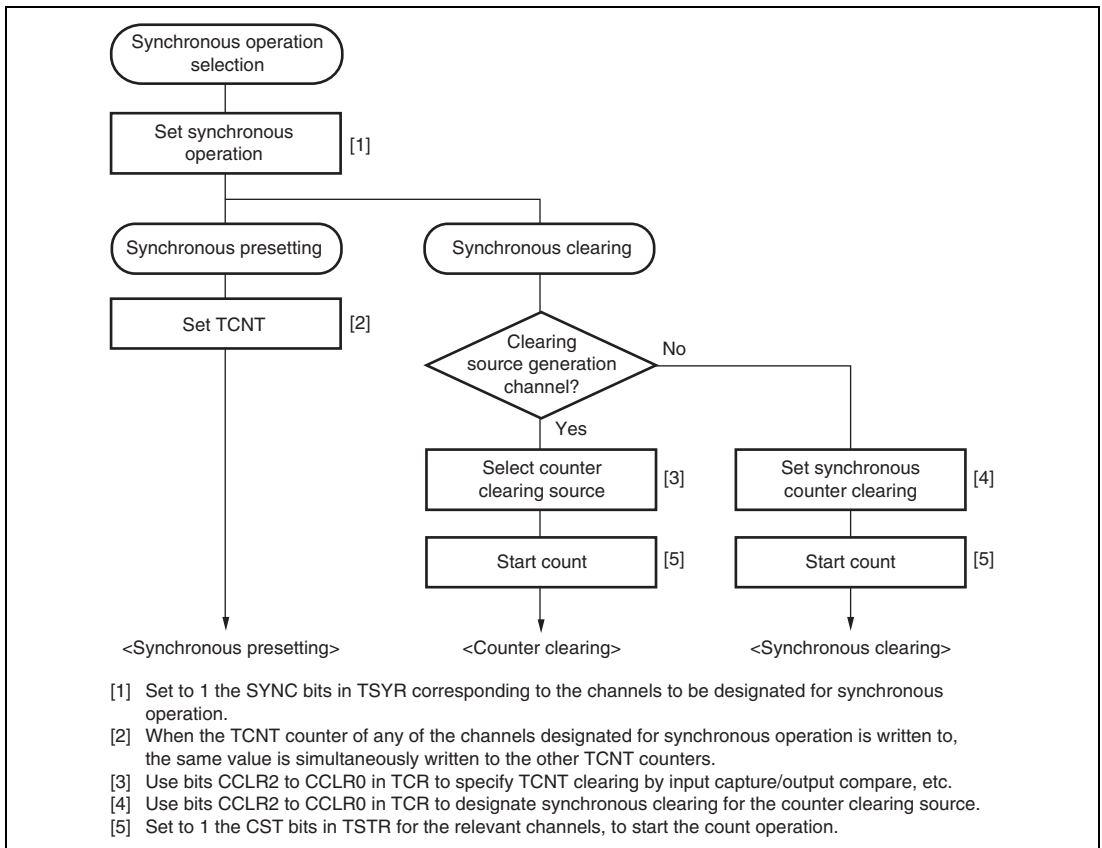 Synchronous operation
selection
Set synchronous
operation
[1]
Synchronous presetting
Synchronous clearing
Set TCNT
[2]
Clearing
source generation
channel?
No
Yes
Select counter
clearing source
[3]
Set synchronous
counter clearing
[4]
Start count
[5]
Start count
[5]
<Synchronous presetting>
<Counter clearing>
<Synchronous clearing>
[1] Set to 1 the SYNC bits in TSYR corresponding to the channels to be designated for synchronous
operation.
[2] When the TCNT counter of any of the channels designated for synchronous operation is written to,
the same value is simultaneously written to the other TCNT counters.
[3] Use bits CCLR2 to CCLR0 in TCR to specify TCNT clearing by input capture/output compare, etc.
[4] Use bits CCLR2 to CCLR0 in TCR to designate synchronous clearing for the counter clearing source.
[5] Set to 1 the CST bits in TSTR for the relevant channels, to start the count operation.